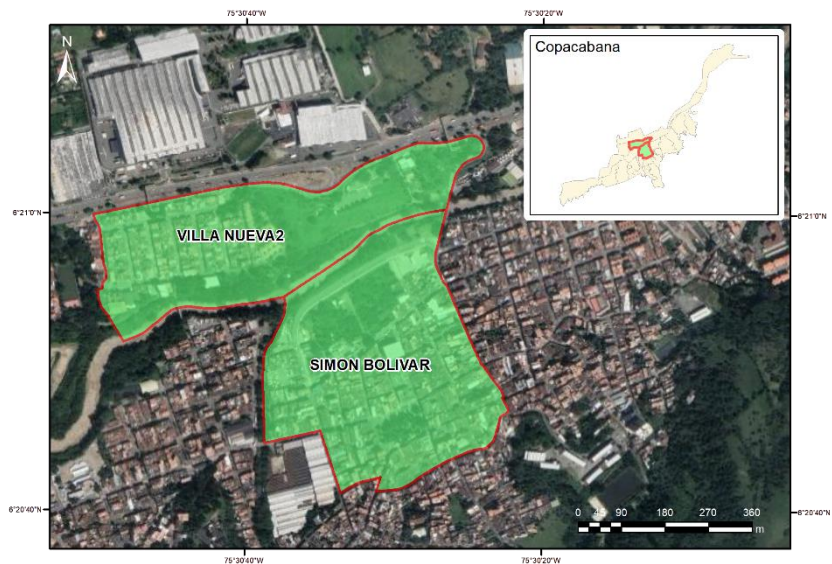 75°30'40"W
75°30'20"W
N
Copacabana
6°21'0"N
6°21'0"N
VILLA NUEVA2
SIMON BOLIVAR
6°20'40"N
6°20'40"N
0 45 90 180 270 360
m
75°30'40"W
75°30'20"W